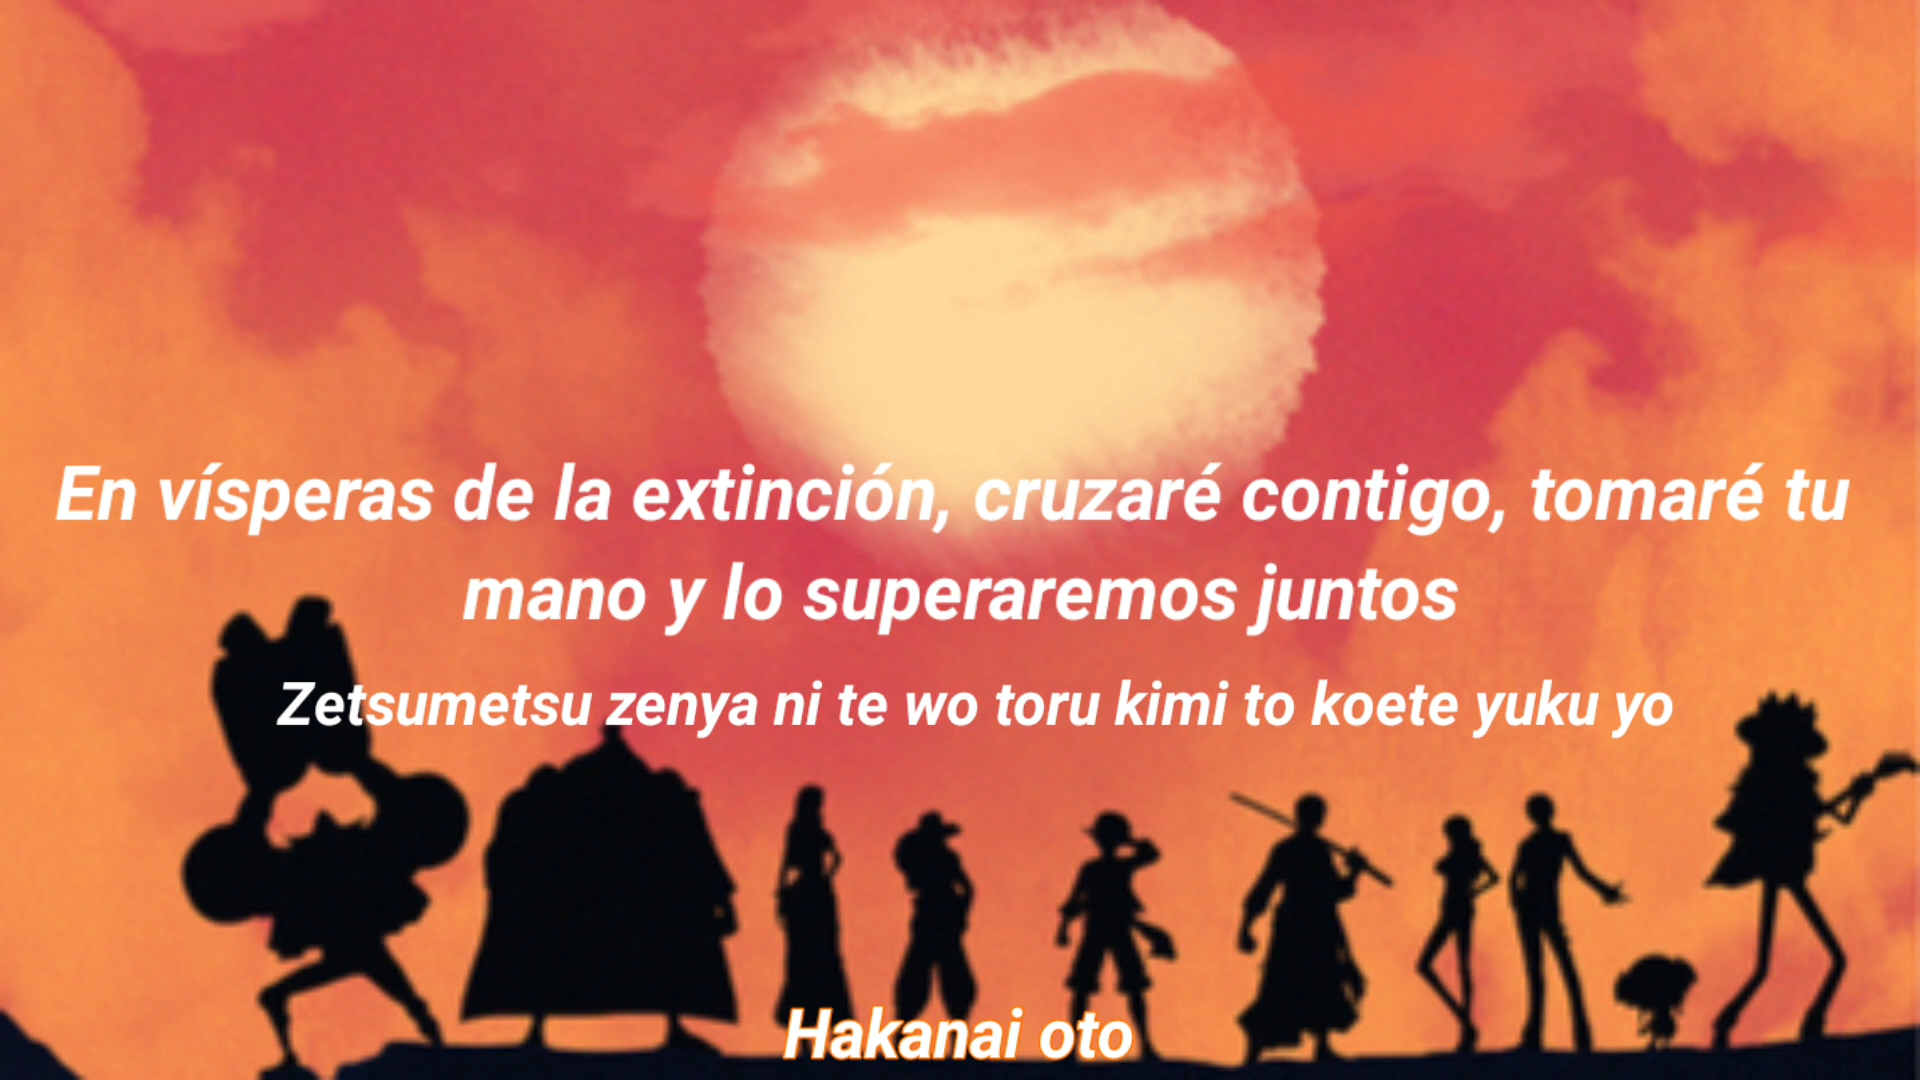 En vísperas de la extinción, cruzaré contigo, tomaré tu
mano y lo superaremos juntos
Zetsumetsu zenya ni te wo toru kimi to koete yuku yo
Hakanai oto